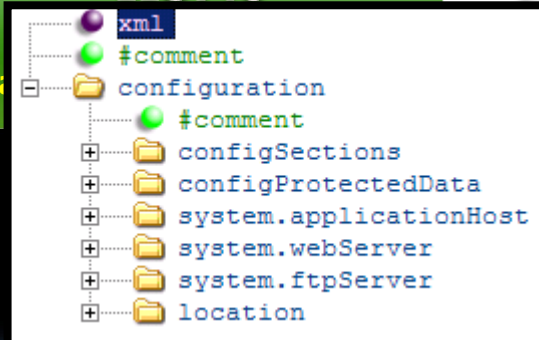 xml
#comment
configuration
#comment
configSections
configProtectedData
system.applicationHost
system.webServer
system.ftpServer
location